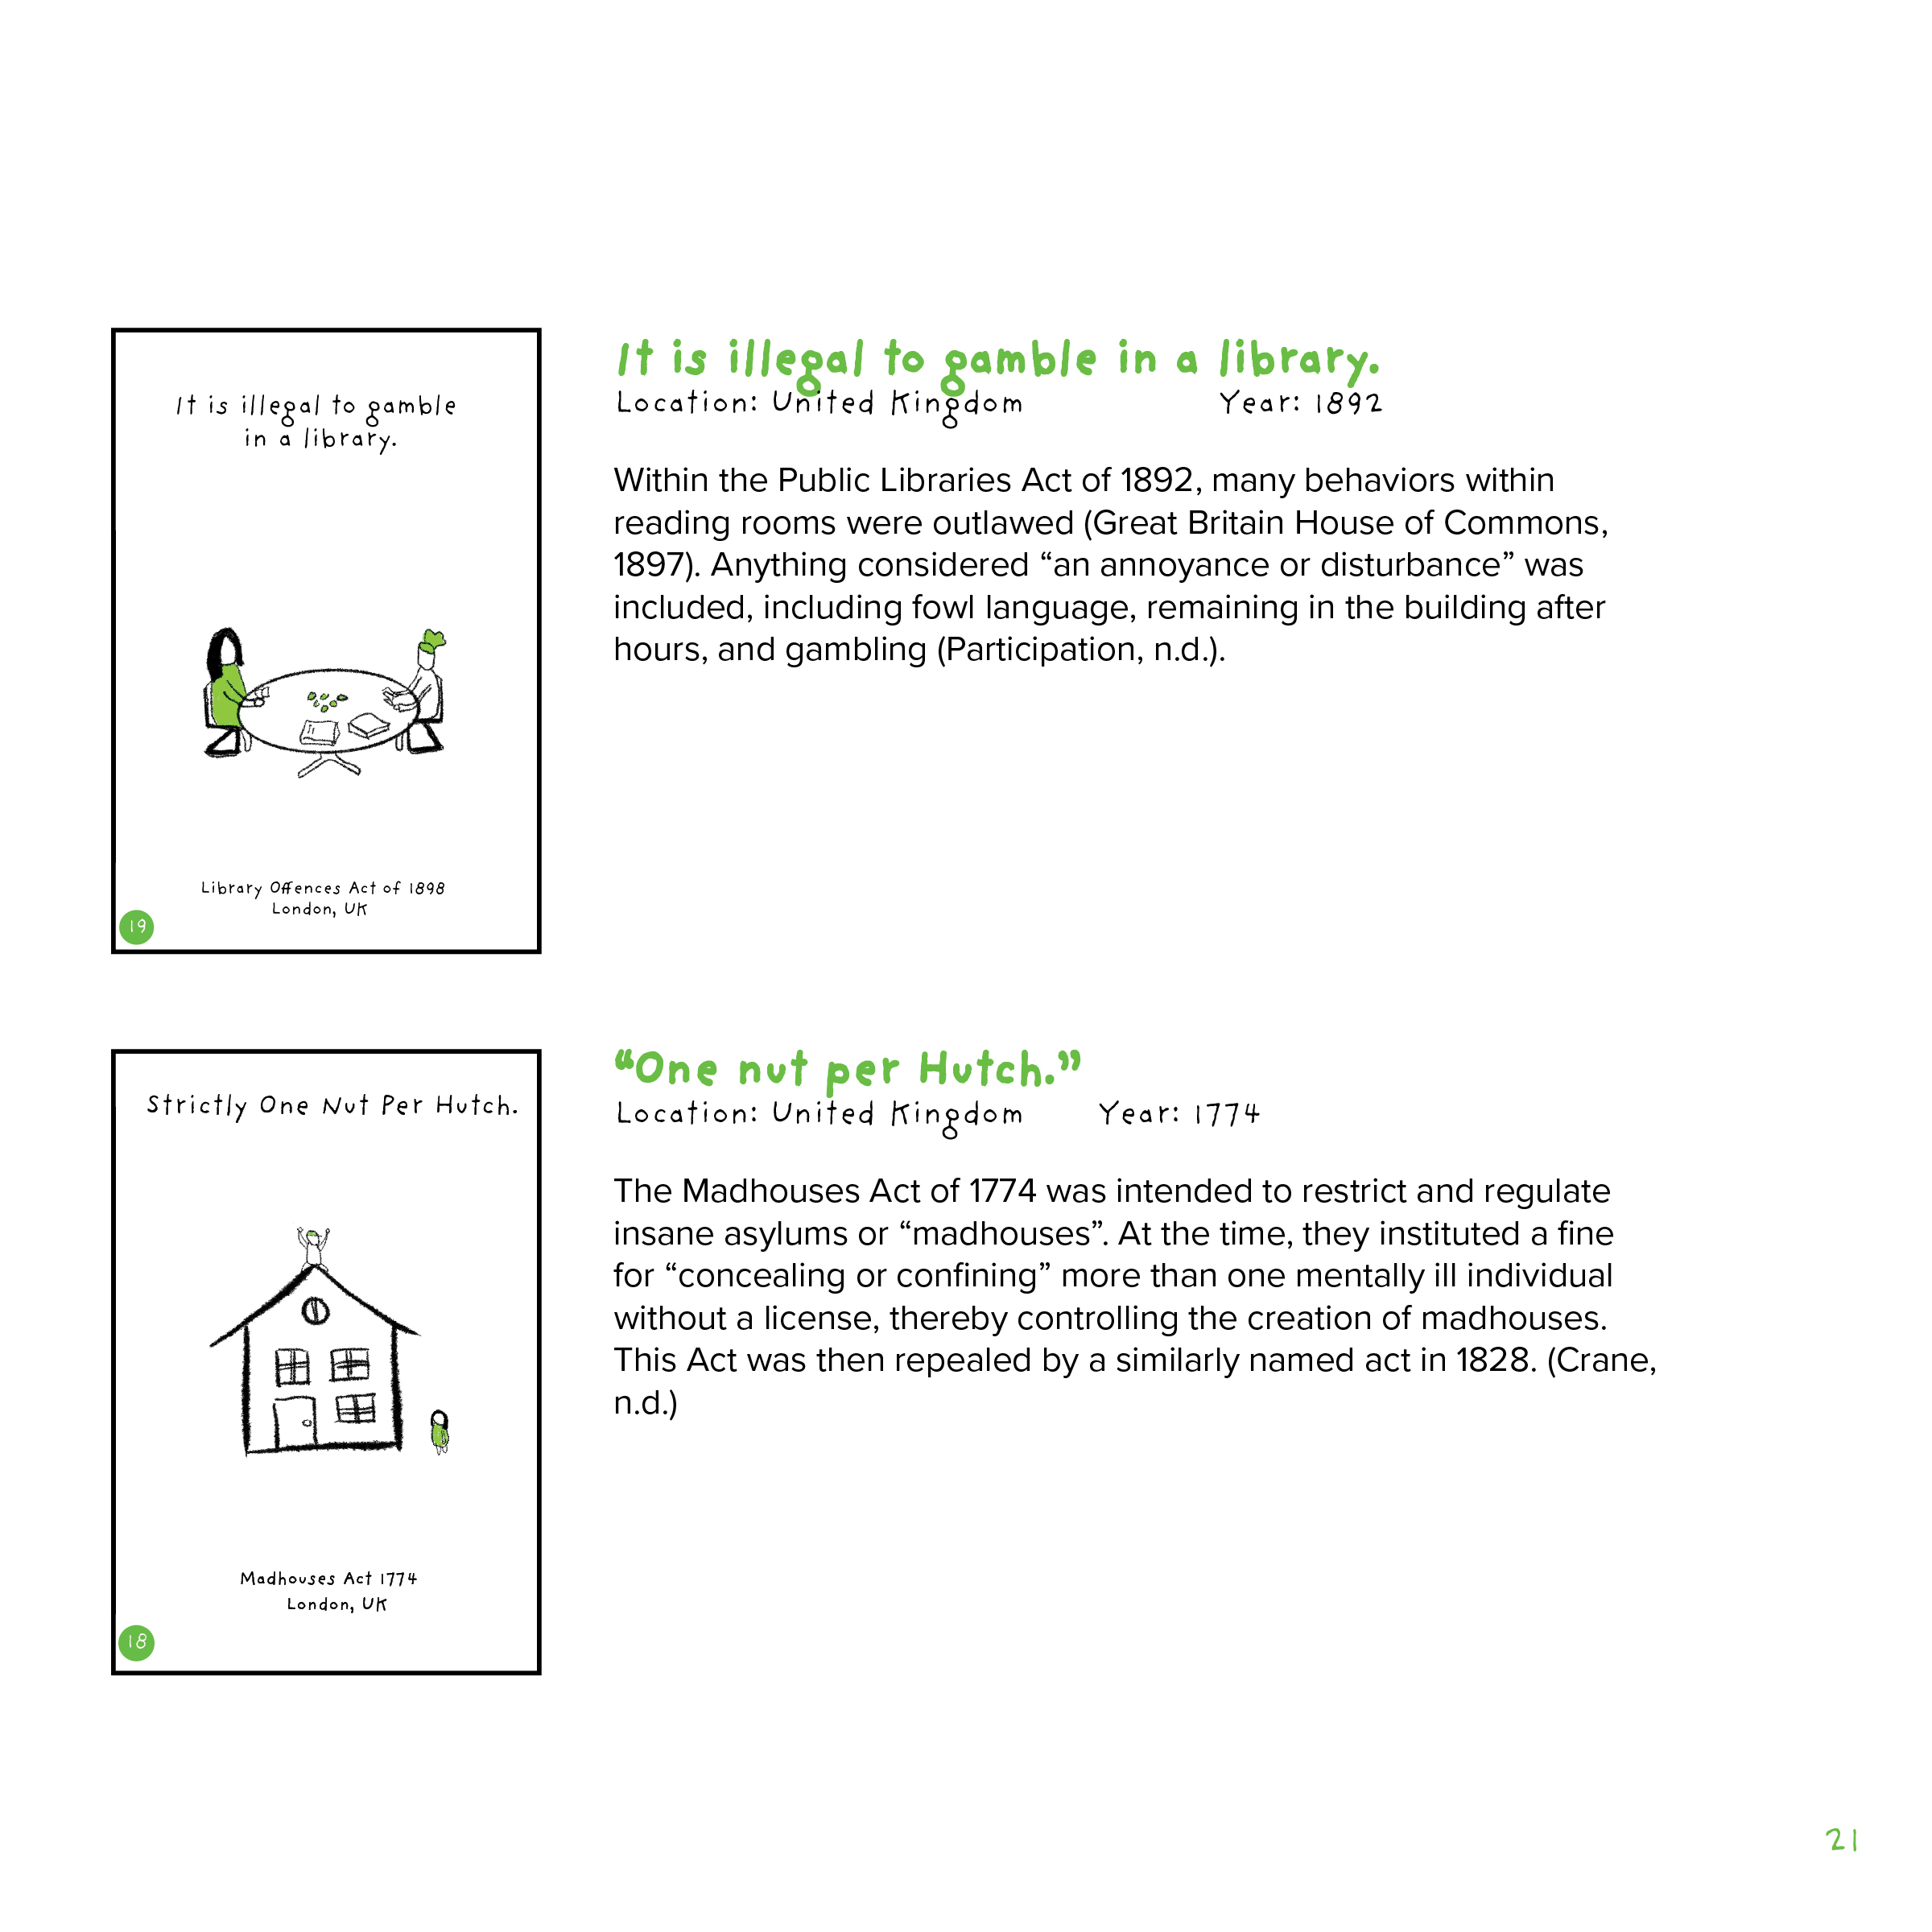 It is illegal to gamble
in a library.
Library Offences Act of 1898
London, UK
19
It is illegal to gamble in a library.
Location: United Kingdom Year: 1892
Within the Public Libraries Act of 1892, many behaviors within
reading rooms were outlawed (Great Britain House of Commons,
1897). Anything considered “an annoyance or disturbance” was
included, including fowl language, remaining in the building after
hours, and gambling (Participation, n.d.).
Strictly One Nut Per Hutch.
Madhouses Act 1774
London, UK
18
“One nut per Hutch.”
Location: United Kingdom Year: 1774
The Madhouses Act of 1774 was intended to restrict and regulate
insane asylums or “madhouses”. At the time, they instituted a fine
for “concealing or confining” more than one mentally ill individual
without a license, thereby controlling the creation of madhouses.
This Act was then repealed by a similarly named act in 1828. (Crane,
n.d.)
21